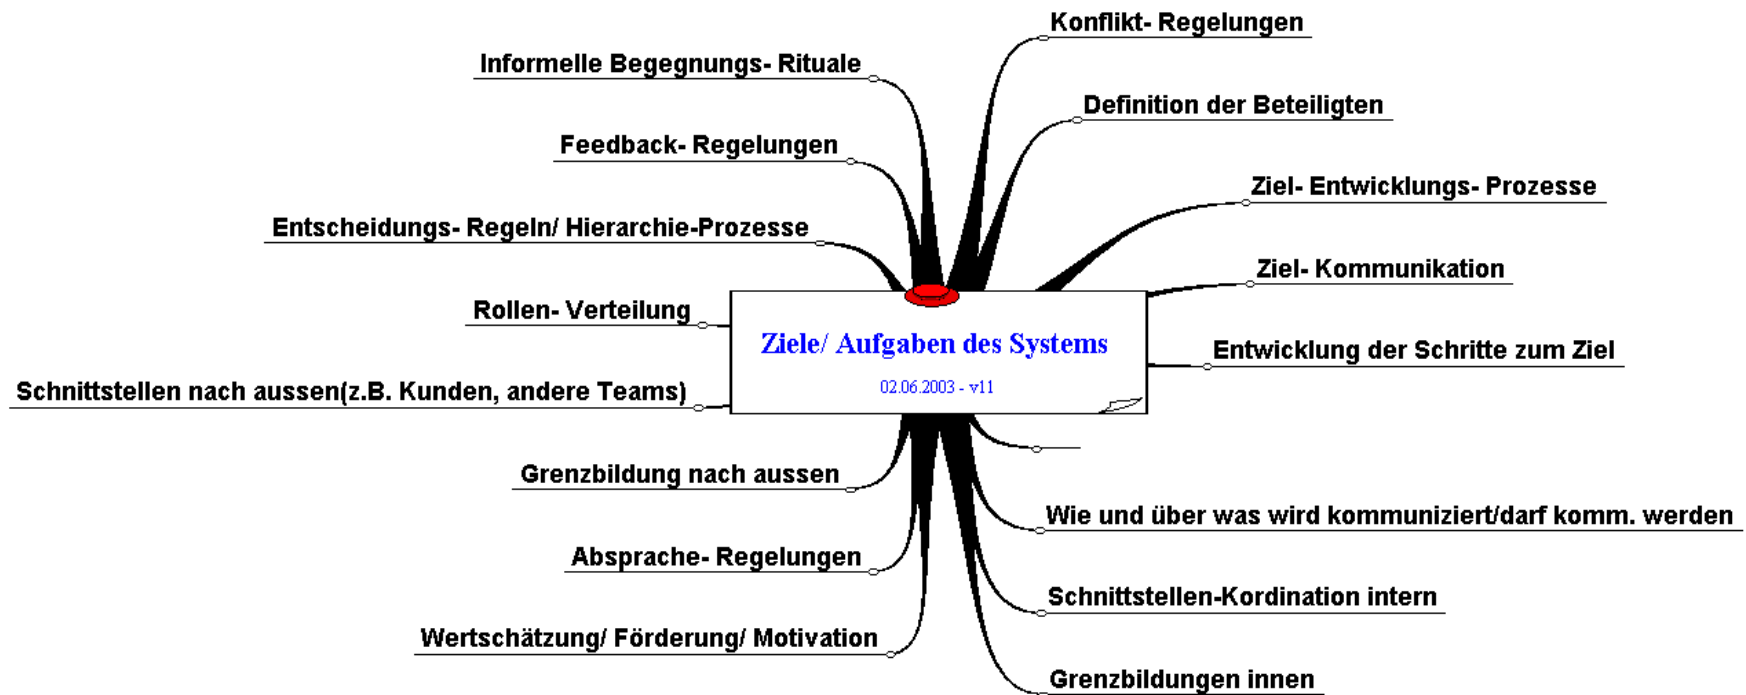 Konflikt- Regelungen
Informelle Begegnungs- Rituale
Definition der Beteiligten
Feedback- Regelungen
Ziel- Entwicklungs- Prozesse
Entscheidungs- Regeln/ Hierarchie-Prozesse
Ziel- Kommunikation
Rollen- Verteilung
Ziele/ Aufgaben des Systems
Entwicklung der Schritte zum Ziel
02.06.2003 - v11
Schnittstellen nach aussen(z.B. Kunden, andere Teams)
Grenzbildung nach aussen
Wie und über was wird kommuniziert/darf komm. werden
Absprache- Regelungen
Schnittstellen-Kordination intern
Wertschätzung/ Förderung/ Motivation
Grenzbildungen innen